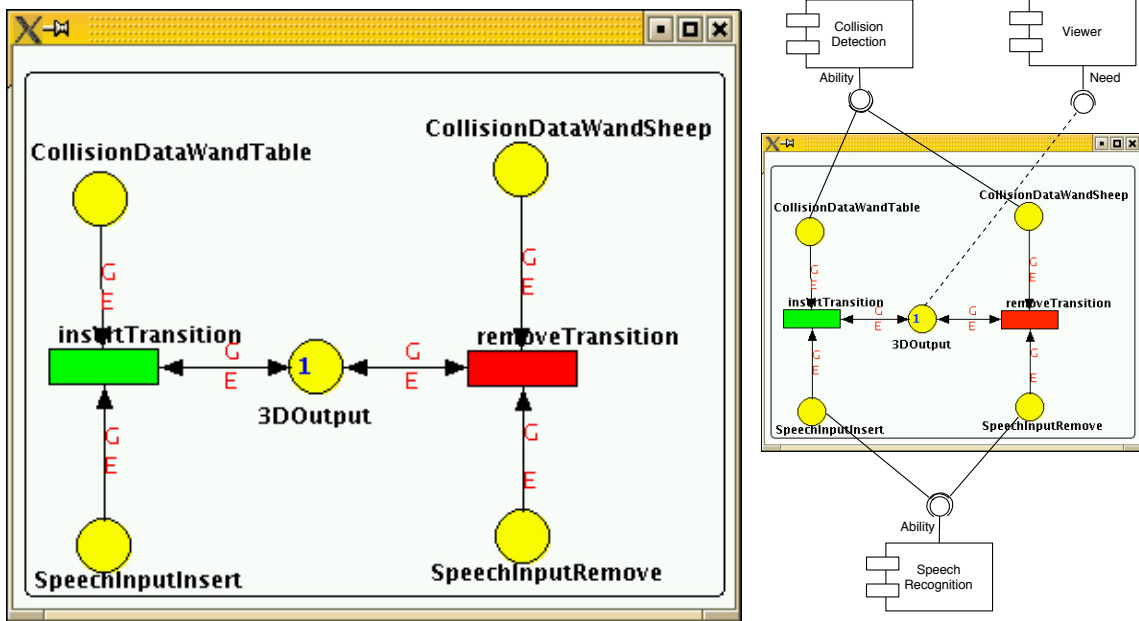 CollisionDataWandSheep
CollisionDataWandTable
G
E
G
E
insertTransition
removeTransition
G
E
1
G
E
3DOutput
G
E
G
E
SpeechInputInsert
SpeechInputRemove
Collision
Detection
Viewer
Ability
Need
CollisionDataWandSheep
CollisionDataWandTable
G
E
G
E
insertTransition
removeTransition
G
E
1
G
E
3DOutput
G
E
G
E
SpeechInputInsert
SpeechInputRemove
Ability
Speech
Recognition